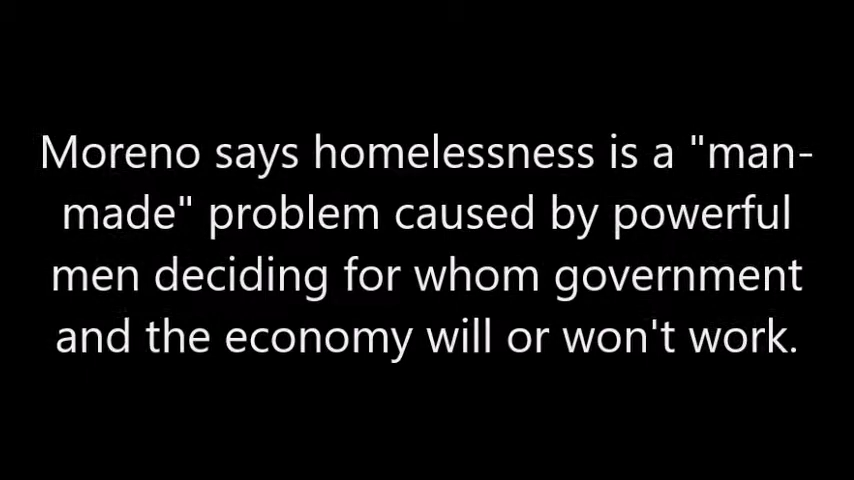 Moreno says homelessness is a "man-
made" problem caused by powerful
men deciding for whom government
and the economy will or won't work.